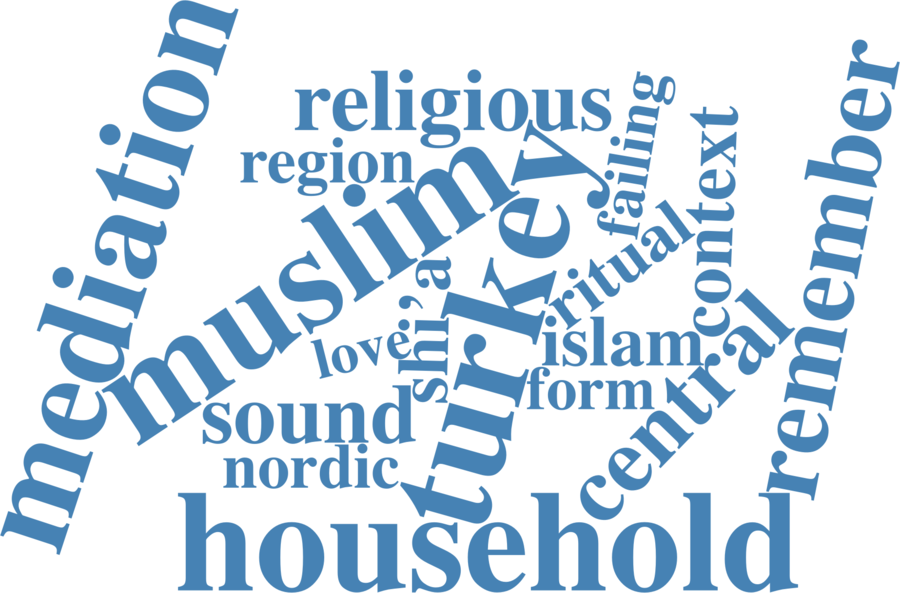 mediation
religious
region
muslim
turkey
failing
context
remember
ritual
shi'a
love
islam
form
central
sound
nordic
household